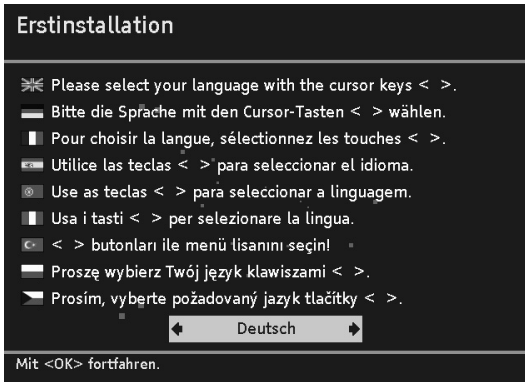 Erstinstallation
Please select your language with the cursor keys < >.
Bitte die Sprache mit den Cursor-Tasten < > wählen.
Pour choisir la langue, sélectionnez les touches < >.
Utilice las teclas < > para seleccionar el idioma.
Use as teclas < > para seleccionar a linguagem.
Usa i tasti < > per selezionare la lingua.
< > butonları ile menü lisanını seçin!
Proszę wybierz Twój język klawiszami < >.
Prosím, vyberte požadovaný jazyk tlačítky < >.
Deutsch
Mit <OK> fortfahren.